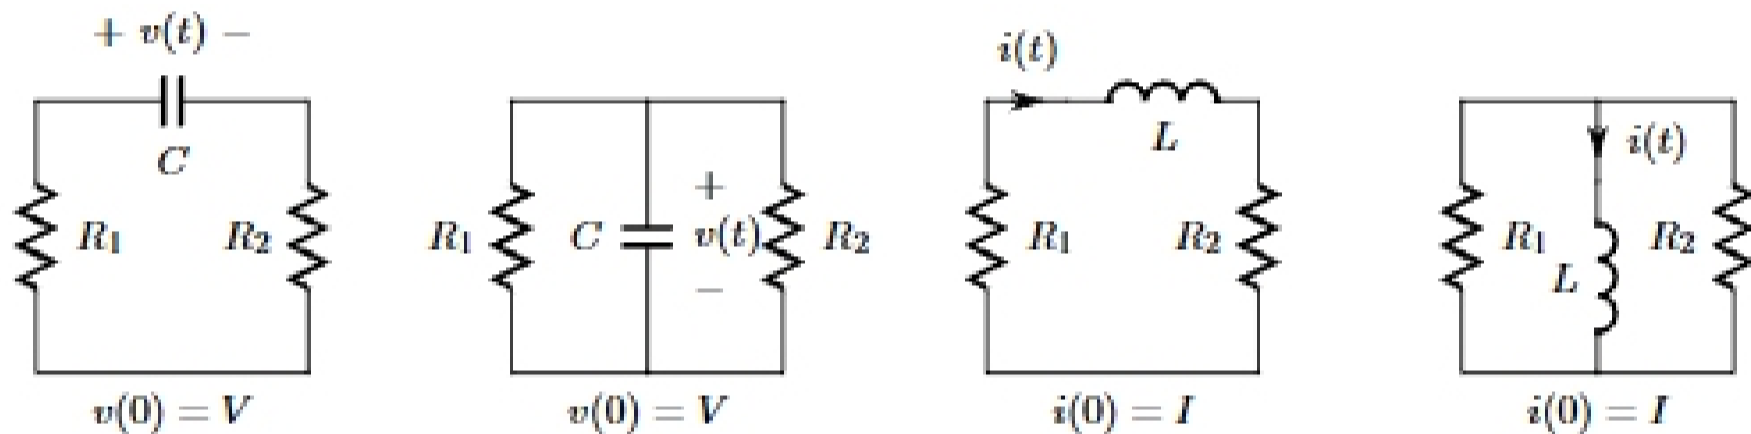 + v(t) −
C
R₁
R₂
v(0) = V
R₁
C
+
v(t)
−
R₂
v(0) = V
i(t)
L
R₁
R₂
i(0) = I
i(t)
R₁
L
R₂
i(0) = I